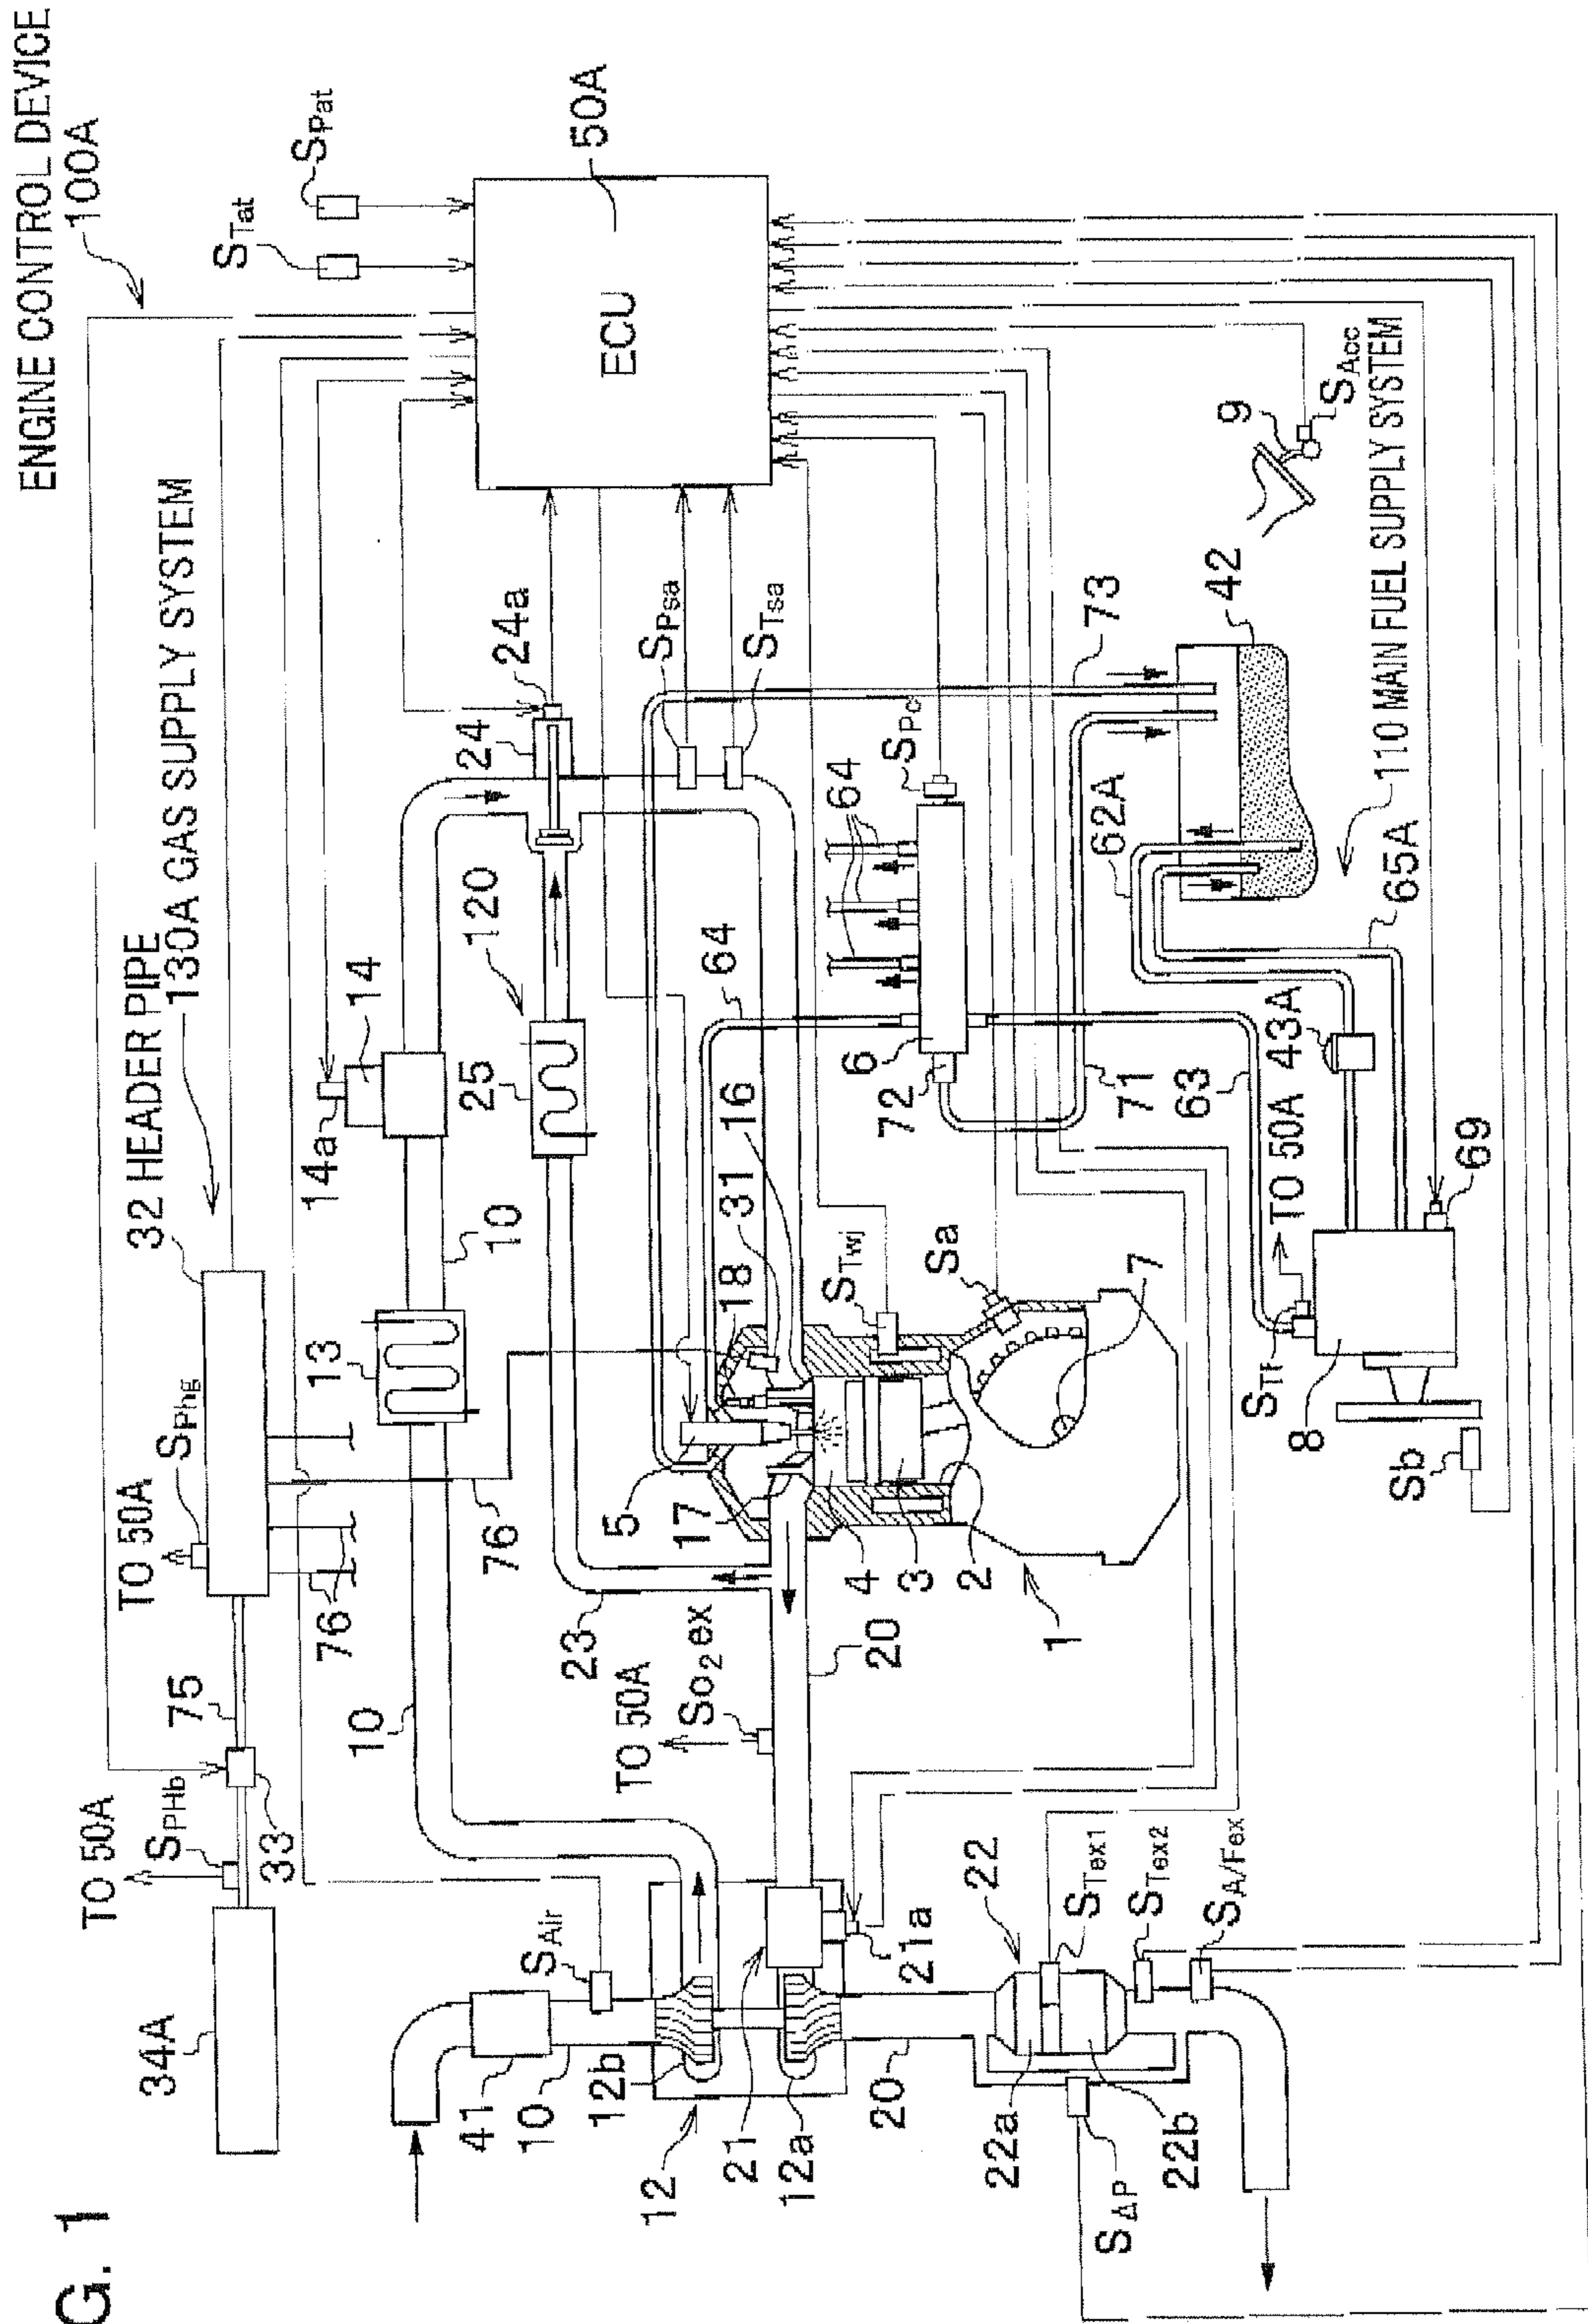 G. 1
ENGINE CONTROL DEVICE
100A
130A GAS SUPPLY SYSTEM
32 HEADER PIPE
STat
SPat
34A
TO 50A
SPHb
33
75
TO 50A
SPhg
76
76
10
13
10
14a
14
24
24a
50A
ECU
SPsa
STsa
25
120
41
SAir
10
12b
12
21
12a
21a
23
TO 50A
SO2ex
20
5
17
18
31
16
64
64
6
72
SPc
71
63
73
62A
42
9
SAcc
110 MAIN FUEL SUPPLY SYSTEM
65A
43A
TO 50A
69
STwj
Sa
7
4
3
2
1
STf
8
Sb
20
22
22a
22b
STex1
STex2
SA/Fex
SΔP